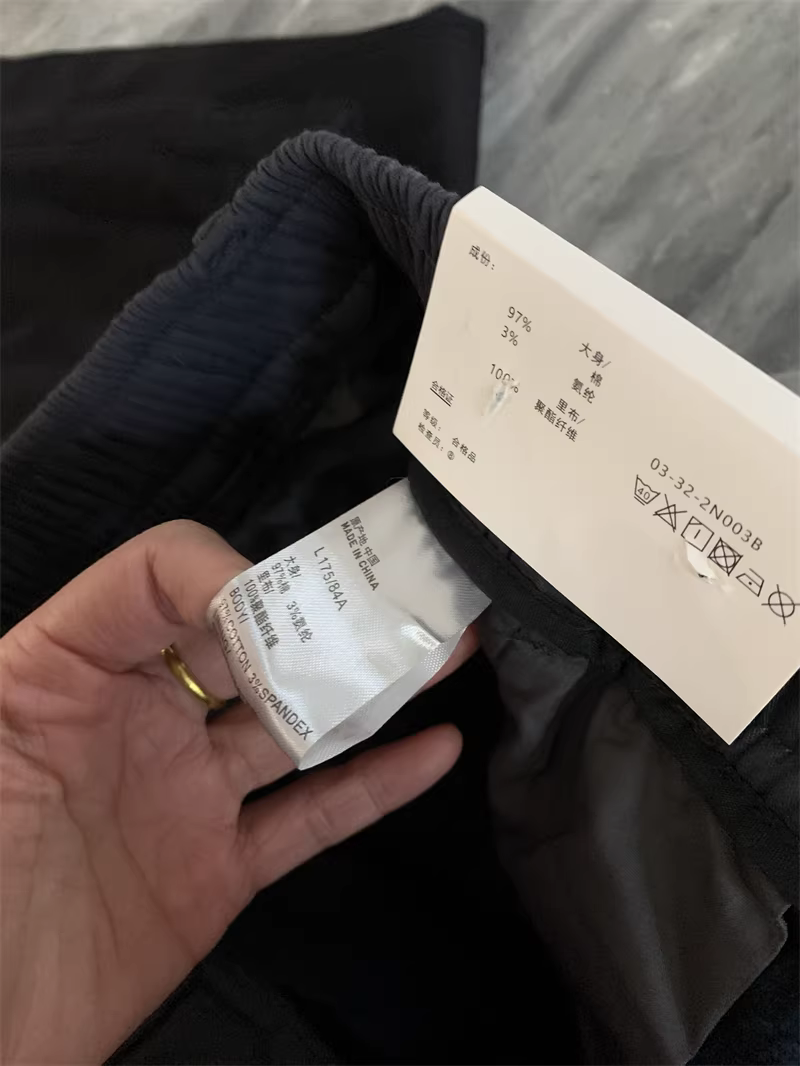 成份：
97%
3%
100%
大身/
棉
氨纶
里布/
聚酯纤维
合格证
等级： 合格品
检查员：
03-32-2N003B
40
原产地 中国
MADE IN CHINA
L 175/84A
大身/
97%棉 3%氨纶
里布/
100%聚酯纤维
BODY/
97%COTTON 3%SPANDEX